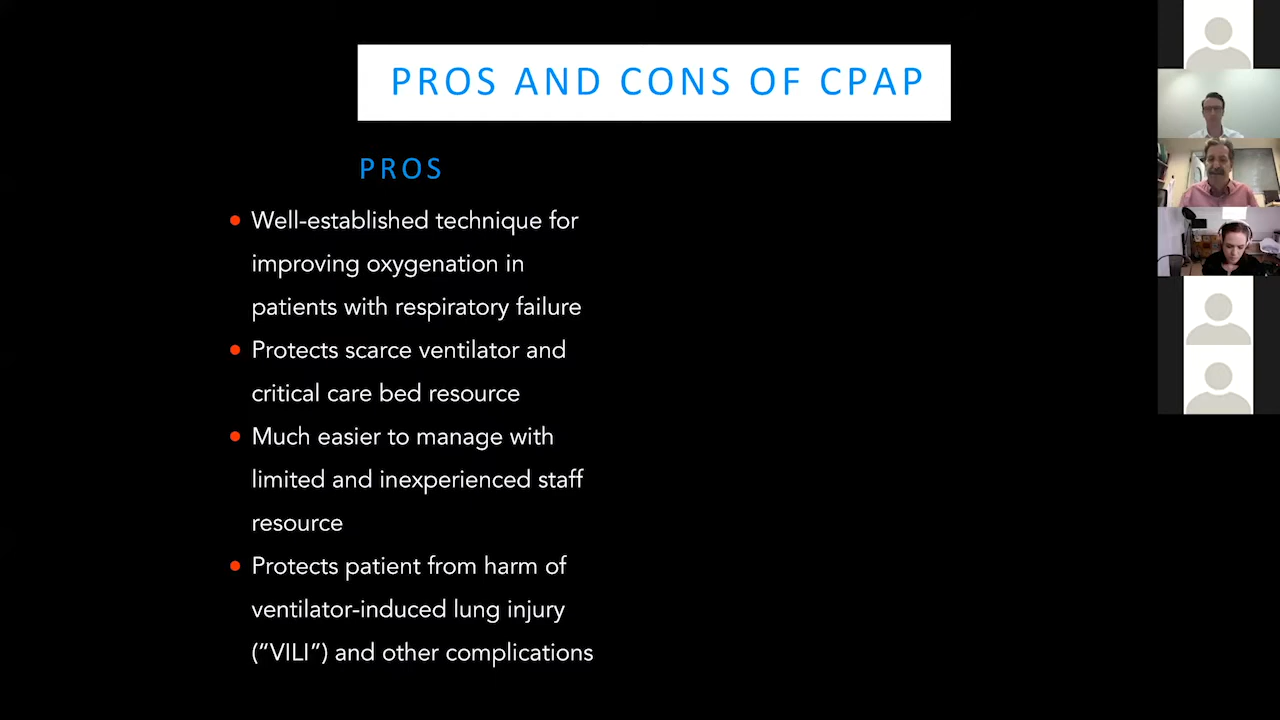 PROS AND CONS OF CPAP
PROS
• Well-established technique for
improving oxygenation in
patients with respiratory failure
• Protects scarce ventilator and
critical care bed resource
• Much easier to manage with
limited and inexperienced staff
resource
• Protects patient from harm of
ventilator-induced lung injury
("VILI") and other complications